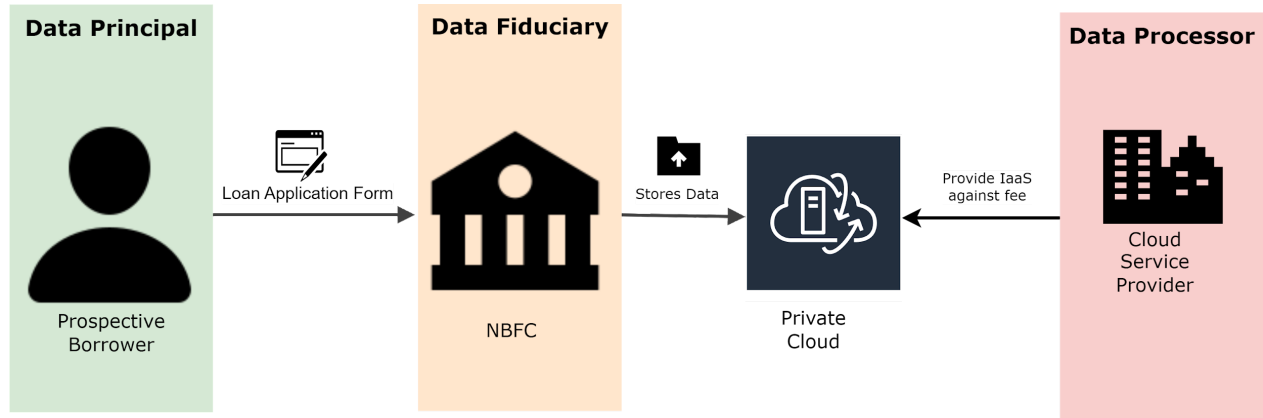 Data Principal
Data Fiduciary
Data Processor
Loan Application Form
Stores Data
Provide IaaS
against fee
Prospective
Borrower
NBFC
Private
Cloud
Cloud
Service
Provider